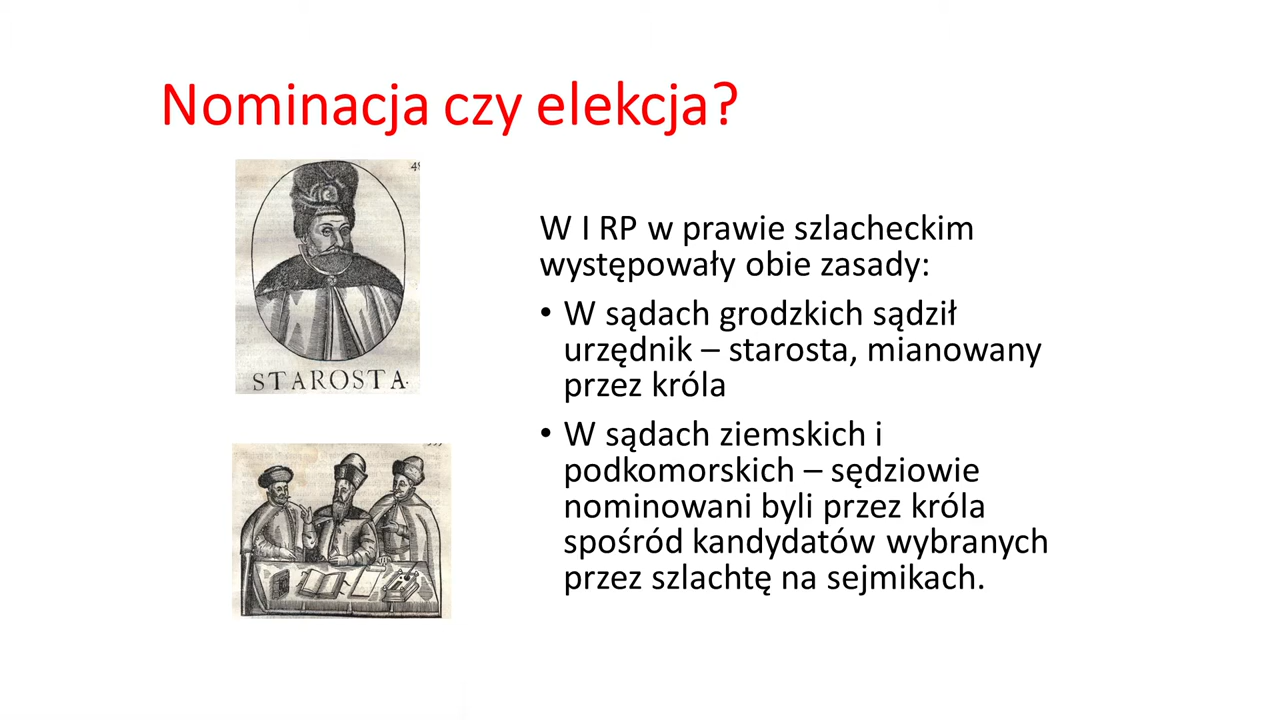 Nominacja czy elekcja?
STAROSTA.
W I RP w prawie szlacheckim
występowały obie zasady:
• W sądach grodzkich sądził
urzędnik – starosta, mianowany
przez króla
• W sądach ziemskich i
podkomorskich – sędziowie
nominowani byli przez króla
spośród kandydatów wybranych
przez szlachtę na sejmikach.